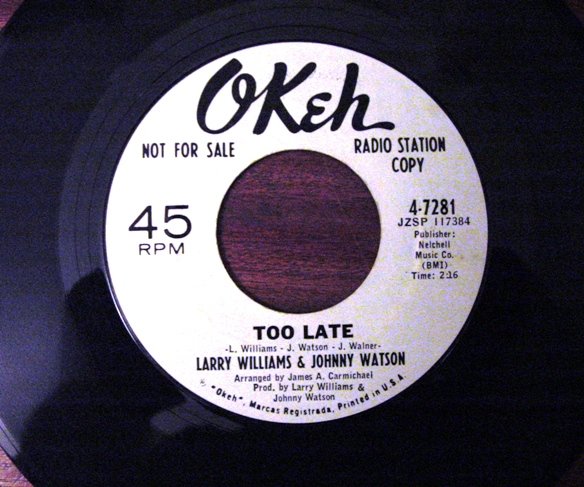 OKeh
NOT FOR SALE
RADIO STATION
COPY
45
RPM
4-7281
JZSP 117384
Publisher:
Nelchell
Music Co.
(BMI)
Time: 2:16
TOO LATE
-L. Williams - J. Watson - J. Walner-
LARRY WILLIAMS & JOHNNY WATSON
Arranged by James A. Carmichael
Prod. by Larry Williams &
Johnny Watson
® "Okeh", Marcas Registrada, Printed in U.S.A.